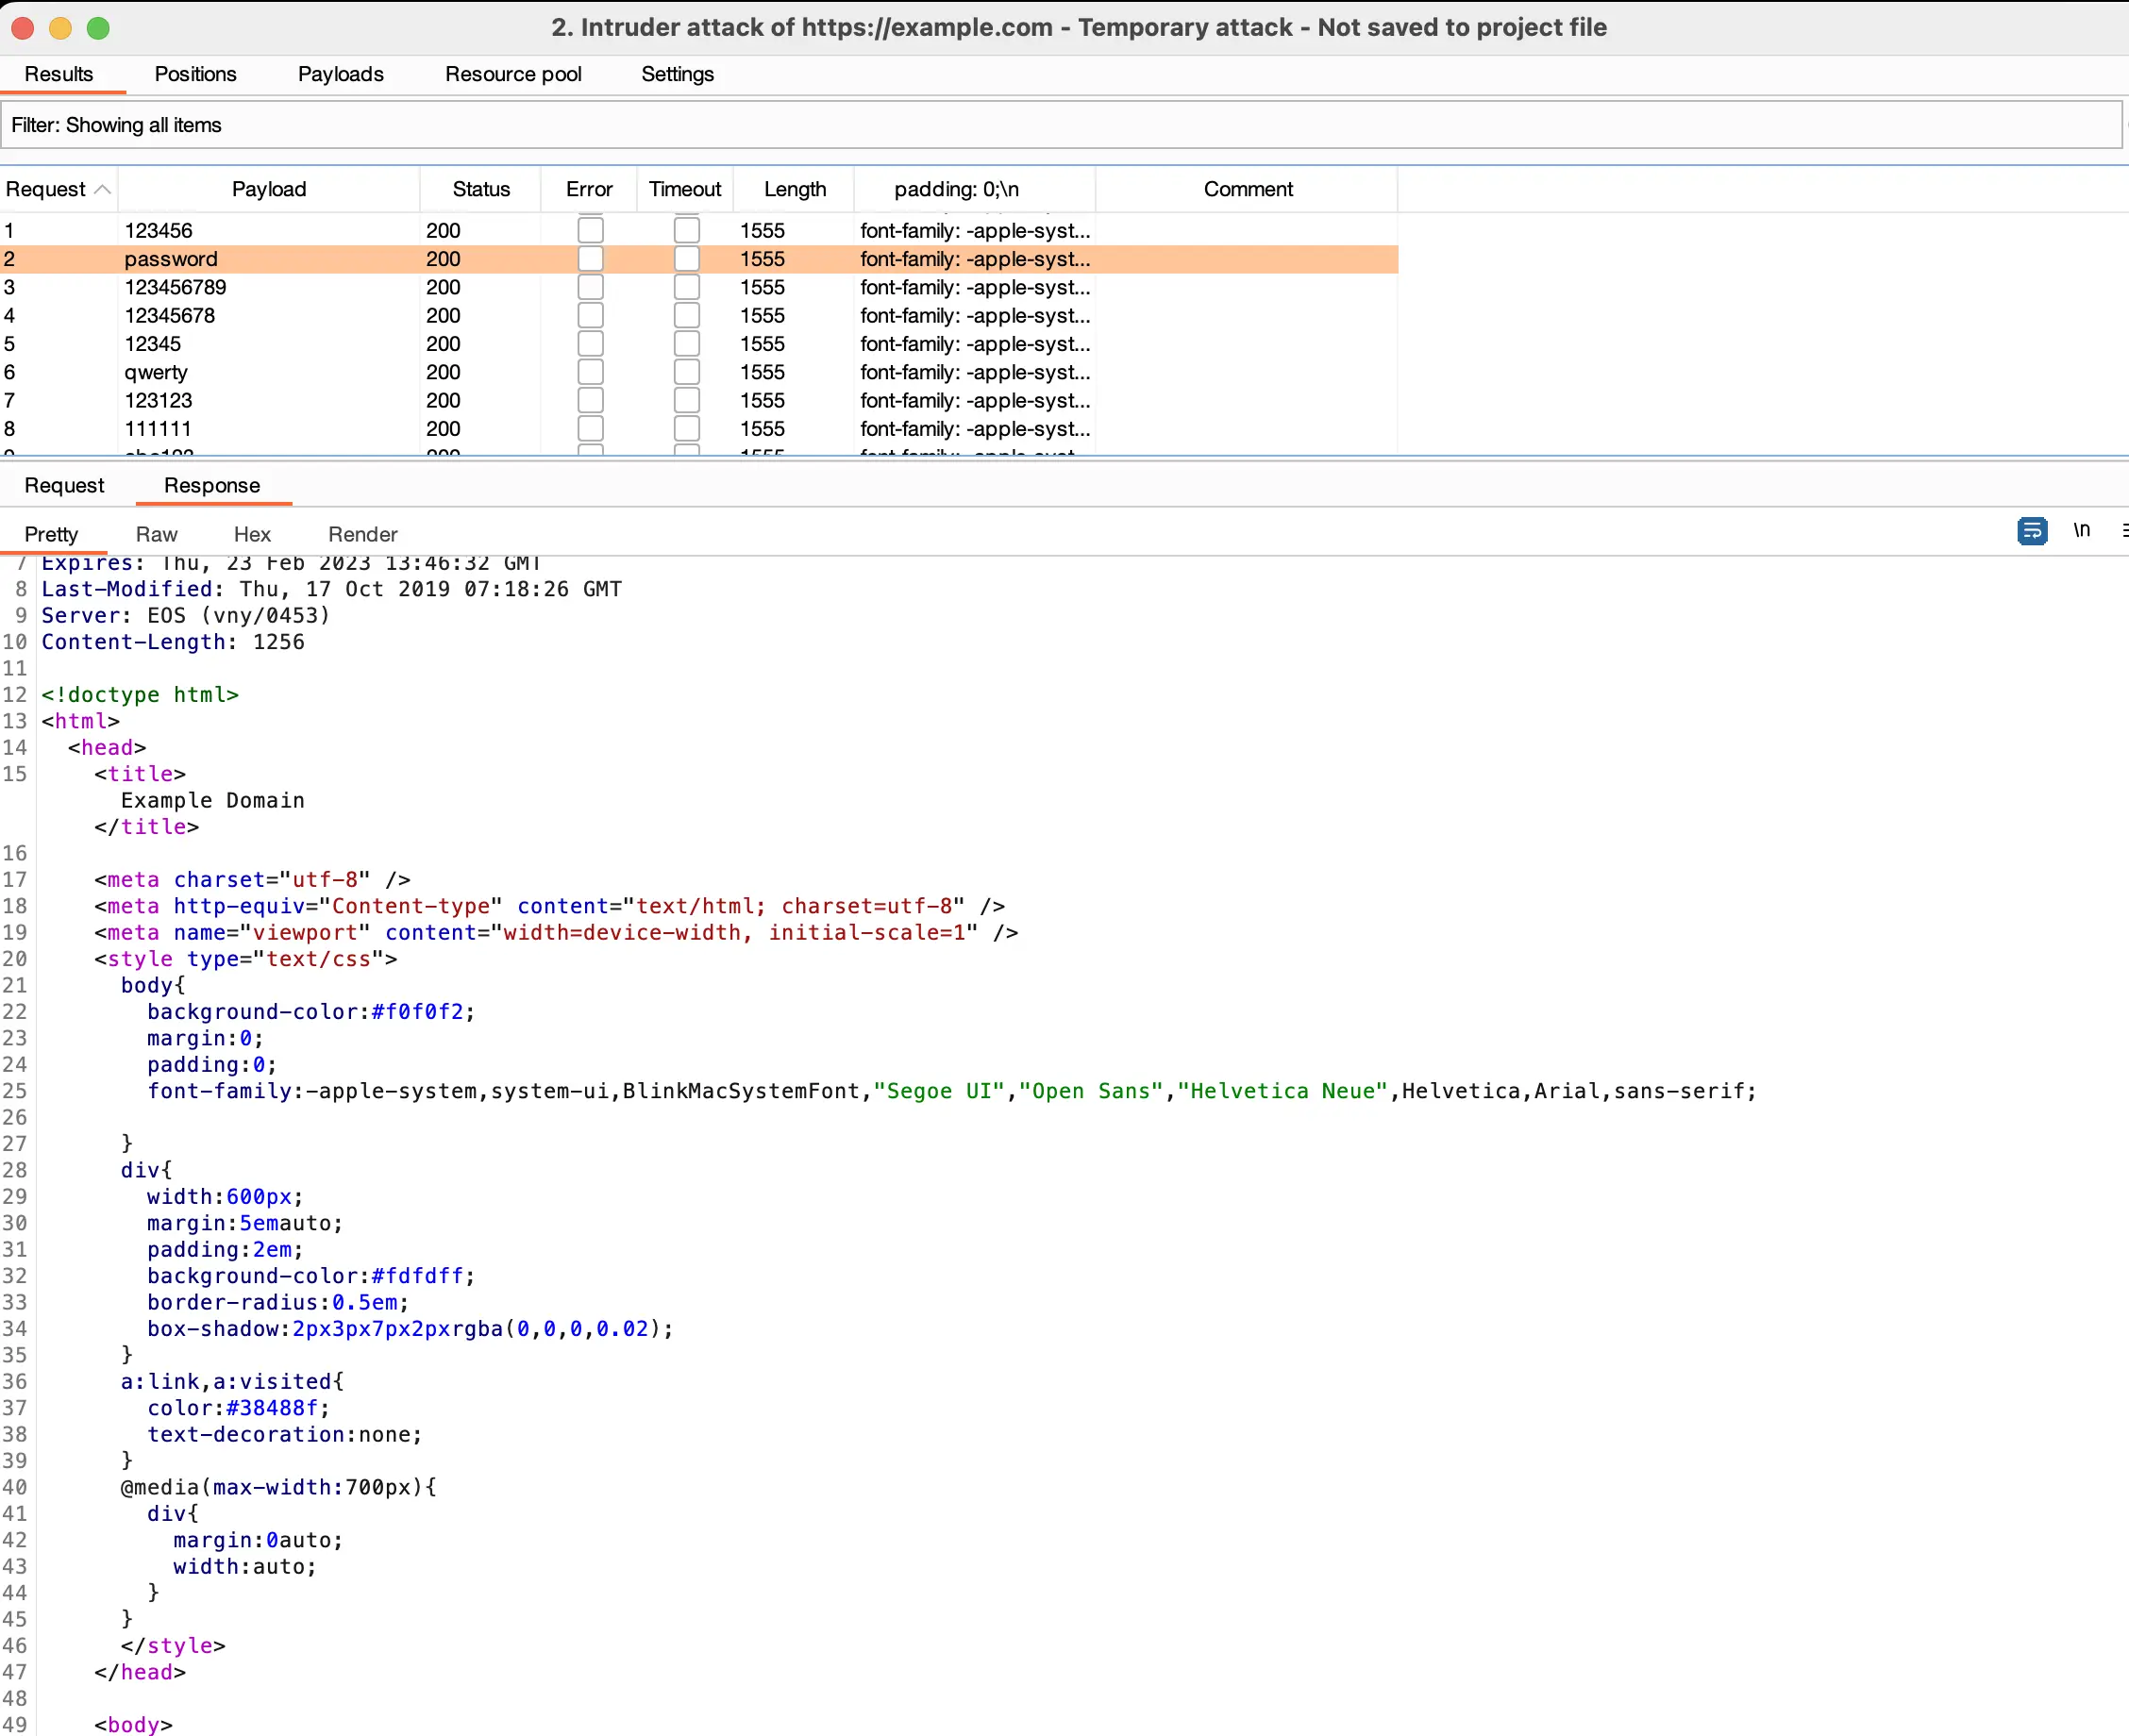 2. Intruder attack of https://example.com - Temporary attack - Not saved to project file
Results Positions Payloads Resource pool Settings
Filter: Showing all items
Request Payload Status Error Timeout Length padding: 0;\n Comment
1 123456 200 1555 font-family: -apple-syst...
2 password 200 1555 font-family: -apple-syst...
3 123456789 200 1555 font-family: -apple-syst...
4 12345678 200 1555 font-family: -apple-syst...
5 12345 200 1555 font-family: -apple-syst...
6 qwerty 200 1555 font-family: -apple-syst...
7 123123 200 1555 font-family: -apple-syst...
8 111111 200 1555 font-family: -apple-syst...
9 abc123 200 1555 font-family: -apple-syst...
Request Response
Pretty Raw Hex Render \n
7 Expires: Thu, 23 Feb 2023 13:46:32 GMT
8 Last-Modified: Thu, 17 Oct 2019 07:18:26 GMT
9 Server: EOS (vny/0453)
10 Content-Length: 1256
11
12 <!doctype html>
13 <html>
14 <head>
15 <title>
Example Domain
</title>
16
17 <meta charset="utf-8" />
18 <meta http-equiv="Content-type" content="text/html; charset=utf-8" />
19 <meta name="viewport" content="width=device-width, initial-scale=1" />
20 <style type="text/css">
21 body{
22 background-color:#f0f0f2;
23 margin:0;
24 padding:0;
25 font-family:-apple-system,system-ui,BlinkMacSystemFont,"Segoe UI","Open Sans","Helvetica Neue",Helvetica,Arial,sans-serif;
26
27 }
28 div{
29 width:600px;
30 margin:5emauto;
31 padding:2em;
32 background-color:#fdfdff;
33 border-radius:0.5em;
34 box-shadow:2px3px7px2pxrgba(0,0,0,0.02);
35 }
36 a:link,a:visited{
37 color:#38488f;
38 text-decoration:none;
39 }
40 @media(max-width:700px){
41 div{
42 margin:0auto;
43 width:auto;
44 }
45 }
46 </style>
47 </head>
48
49 <body>